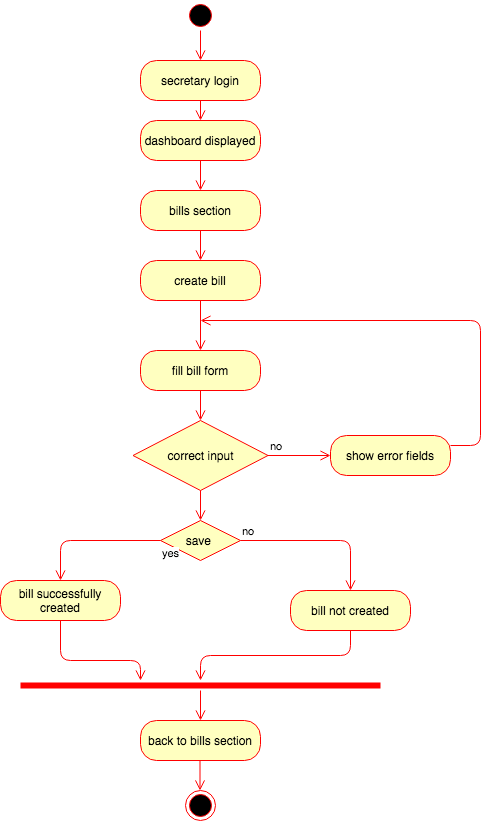 secretary login
dashboard displayed
bills section
create bill
fill bill form
correct input
no
show error fields
save
yes
no
bill successfully
created
bill not created
back to bills section